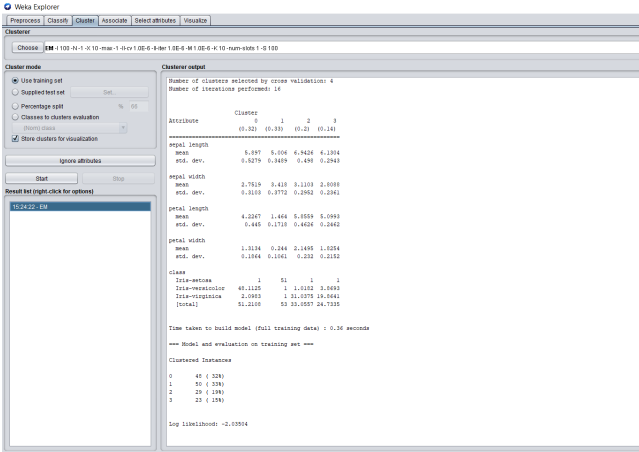 Weka Explorer
Preprocess Classify Cluster Associate Select attributes Visualize
Clusterer
Choose EM -I 100 -N -1 -X 10 -max -1 -ll-cv 1.0E-6 -ll-iter 1.0E-6 -M 1.0E-6 -K 10 -num-slots 1 -S 100
Cluster mode
Use training set
Supplied test set Set...
Percentage split %
Classes to clusters evaluation
(Nom) class
Store clusters for visualization
Ignore attributes
Start Stop
Result list (right-click for options)
15:24:22 - EM
Clusterer output
Number of clusters selected by cross validation: 4
Number of iterations performed: 16
Cluster
Attribute 0 1 2 3
(0.32) (0.33) (0.2) (0.14)
======================================================
sepal length
mean 5.897 5.006 6.9426 6.1304
std. dev. 0.5279 0.3489 0.498 0.2943
sepal width
mean 2.7519 3.418 3.1103 2.8088
std. dev. 0.3103 0.3772 0.2952 0.2361
petal length
mean 4.2267 1.464 5.8559 5.0993
std. dev. 0.445 0.1718 0.4626 0.2462
petal width
mean 1.3134 0.244 2.1495 1.8254
std. dev. 0.1864 0.1061 0.232 0.2152
class
Iris-setosa 1 51 1 1
Iris-versicolor 48.1125 1 1.0182 3.8693
Iris-virginica 2.0983 1 31.0375 19.8641
[total] 51.2108 53 33.0557 24.7335
Time taken to build model (full training data) : 0.36 seconds
=== Model and evaluation on training set ===
Clustered Instances
0 48 ( 32%)
1 50 ( 33%)
2 29 ( 19%)
3 23 ( 15%)
Log likelihood: -2.03504